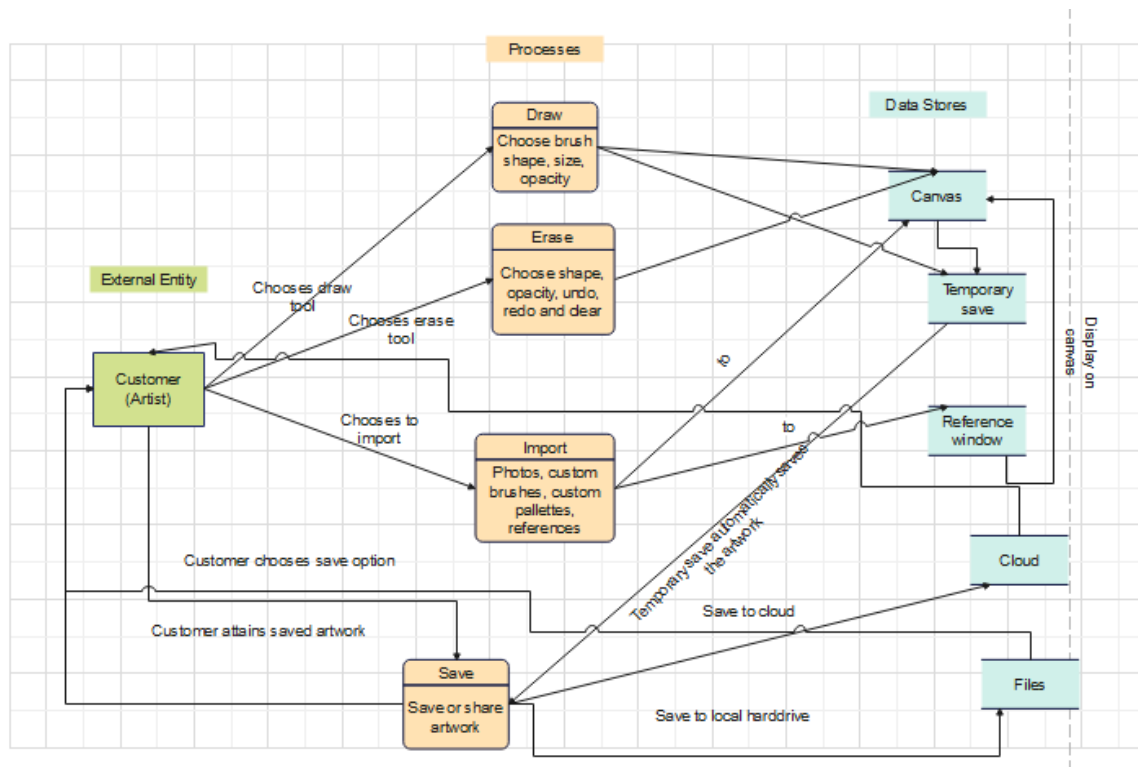 Processes
Data Stores
Draw
Choose brush
shape, size,
opacity
Canvas
Erase
Choose shape,
opacity, undo,
redo and clear
External Entity
Chooses draw
tool
Chooses erase
tool
Temporary
save
Display on
canvas
Customer
(Artist)
to
Chooses to
import
to
Reference
window
Import
Photos, custom
brushes, custom
pallettes,
references
Temporary save automatically saves
the artwork
Customer chooses save option
Cloud
Save to cloud
Customer attains saved artwork
Save
Save or share
artwork
Files
Save to local harddrive